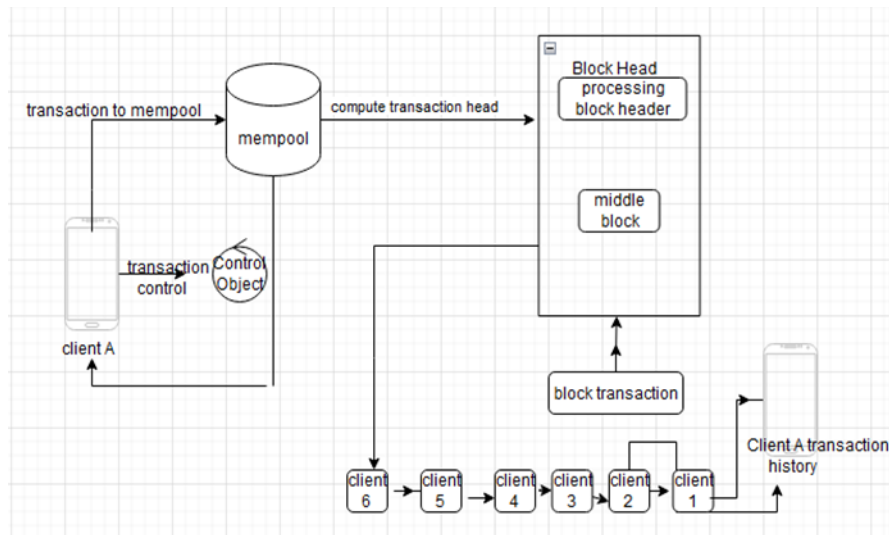 Block Head
processing
block header
transaction to mempool
compute transaction head
mempool
middle
block
transaction
control
Control
Object
client A
block transaction
Client A transaction
history
client
6
client
5
client
4
client
3
client
2
client
1